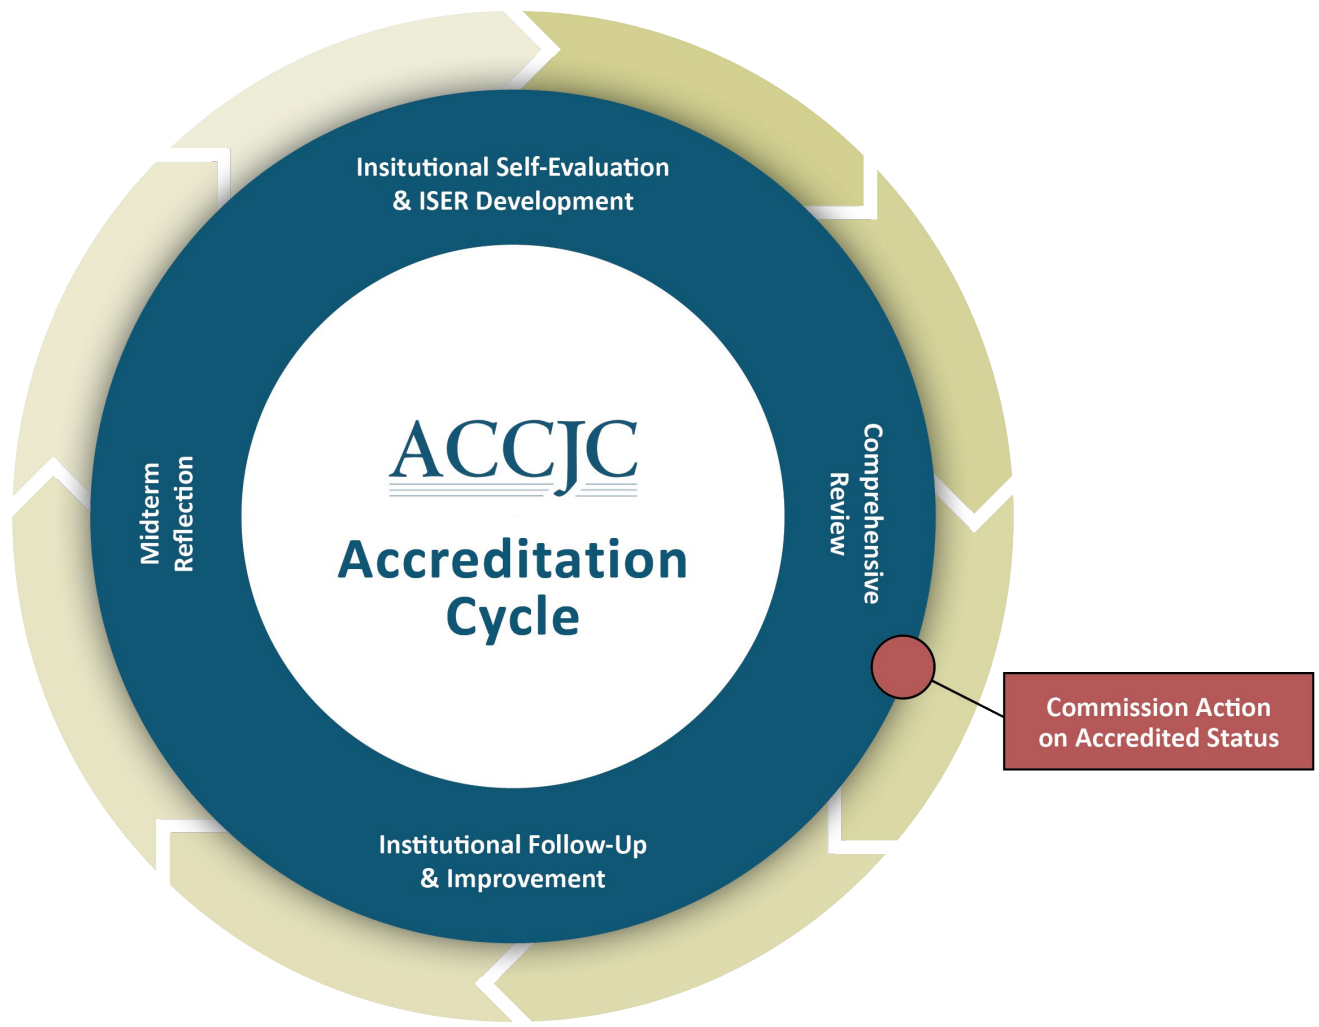 Insitutional Self-Evaluation
& ISER Development
Comprehensive
Review
Commission Action
on Accredited Status
Institutional Follow-Up
& Improvement
Midterm
Reflection
ACCJC
Accreditation
Cycle